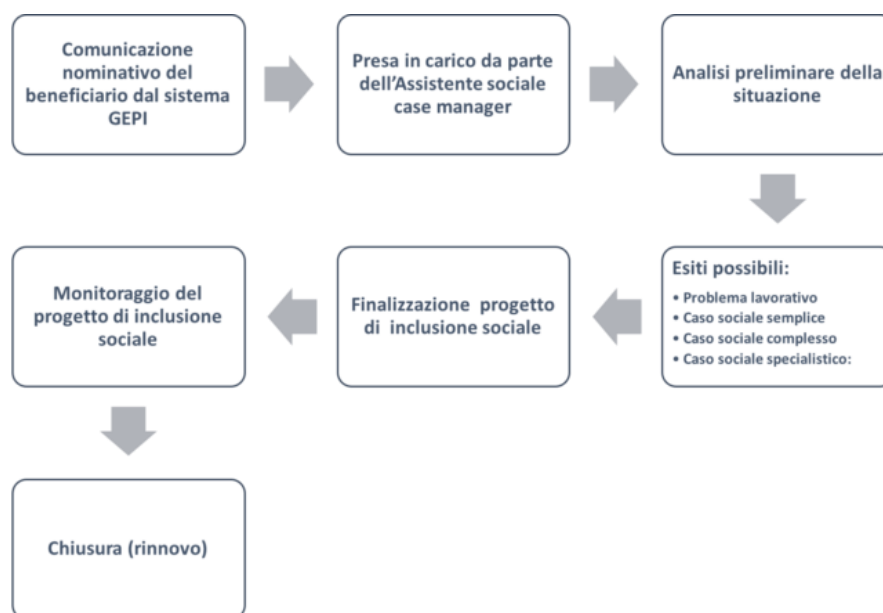 Comunicazione
nominativo del
beneficiario dal sistema
GEPI
Presa in carico da parte
dell'Assistente sociale
case manager
Analisi preliminare della
situazione
Esiti possibili:
• Problema lavorativo
• Caso sociale semplice
• Caso sociale complesso
• Caso sociale specialistico:
Finalizzazione progetto
di inclusione sociale
Monitoraggio del
progetto di inclusione
sociale
Chiusura (rinnovo)